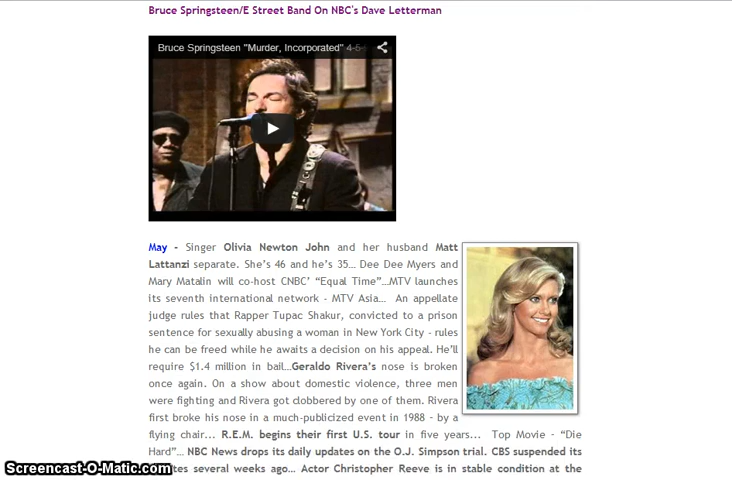 Bruce Springsteen/E Street Band On NBC's Dave Letterman
Bruce Springsteen "Murder, Incorporated" 4-5
May - Singer Olivia Newton John and her husband Matt
Lattanzi separate. She's 46 and he's 35… Dee Dee Myers and
Mary Matalin will co-host CNBC' "Equal Time"…MTV launches
its seventh international network - MTV Asia… An appellate
judge rules that Rapper Tupac Shakur, convicted to a prison
sentence for sexually abusing a woman in New York City - rules
he can be freed while he awaits a decision on his appeal. He'll
require $1.4 million in bail…Geraldo Rivera's nose is broken
once again. On a show about domestic violence, three men
were fighting and Rivera got clobbered by one of them. Rivera
first broke his nose in a much-publicized event in 1988 - by a
flying chair... R.E.M. begins their first U.S. tour in five years... Top Movie - "Die
Hard"… NBC News drops its daily updates on the O.J. Simpson trial. CBS suspended its
several weeks ago… Actor Christopher Reeve is in stable condition at the
Screencast-O-Matic.com